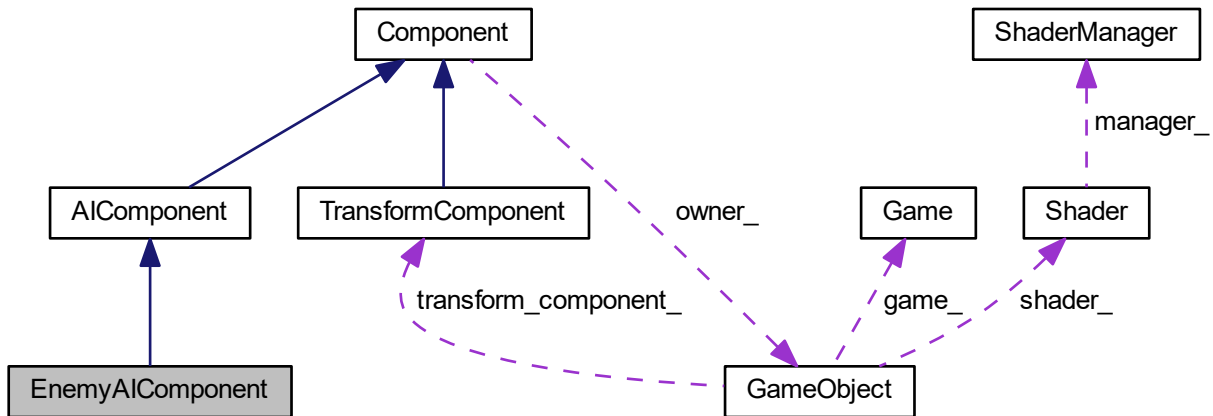 Component
ShaderManager
manager_
AIComponent
TransformComponent
owner_
Game
Shader
transform_component_
game_
shader_
EnemyAIComponent
GameObject